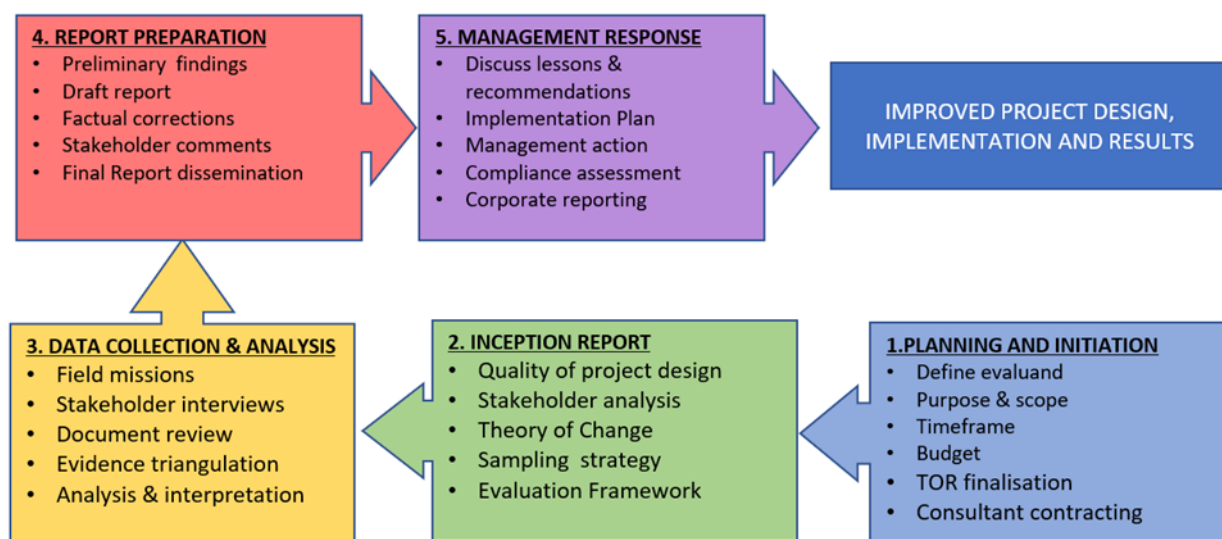 4. REPORT PREPARATION
• Preliminary findings
• Draft report
• Factual corrections
• Stakeholder comments
• Final Report dissemination
5. MANAGEMENT RESPONSE
• Discuss lessons &
recommendations
• Implementation Plan
• Management action
• Compliance assessment
• Corporate reporting
IMPROVED PROJECT DESIGN,
IMPLEMENTATION AND RESULTS
3. DATA COLLECTION & ANALYSIS
• Field missions
• Stakeholder interviews
• Document review
• Evidence triangulation
• Analysis & interpretation
2. INCEPTION REPORT
• Quality of project design
• Stakeholder analysis
• Theory of Change
• Sampling strategy
• Evaluation Framework
1.PLANNING AND INITIATION
• Define evaluand
• Purpose & scope
• Timeframe
• Budget
• TOR finalisation
• Consultant contracting